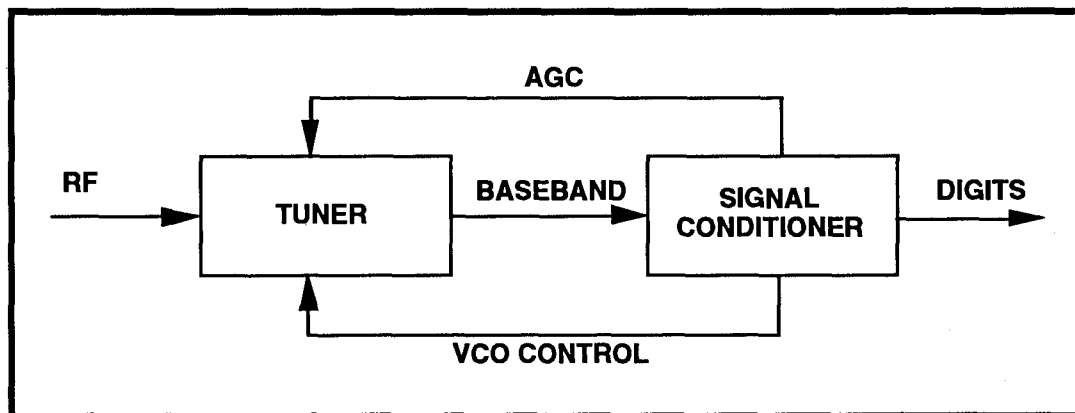 AGC
RF
TUNER
BASEBAND
SIGNAL
CONDITIONER
DIGITS
VCO CONTROL